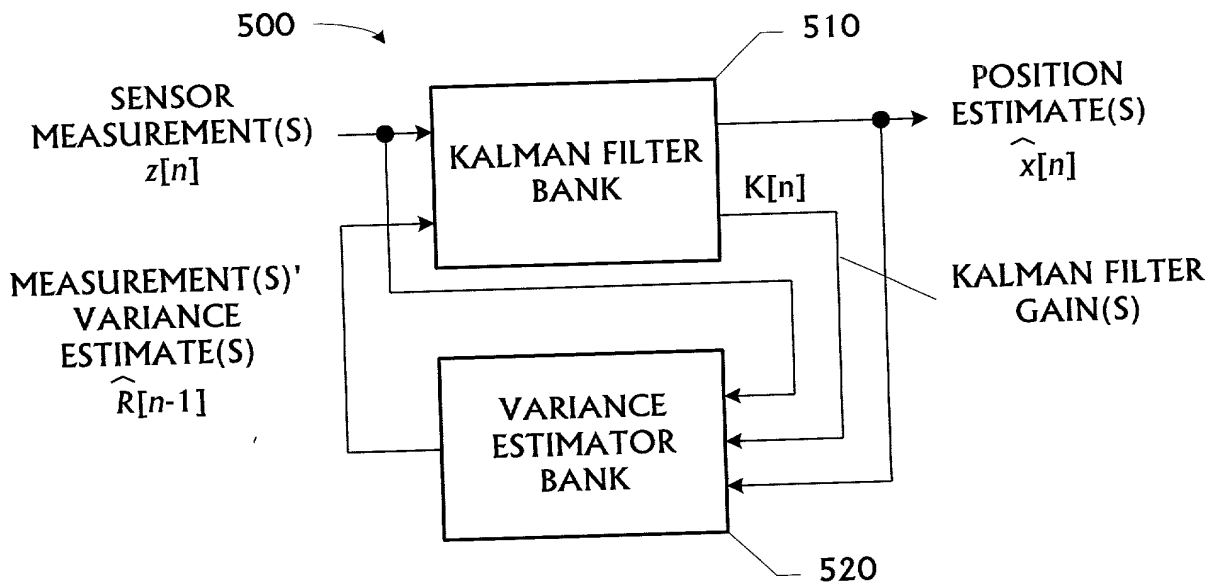 500
510
SENSOR
MEASUREMENT(S)
z[n]
KALMAN FILTER
BANK
POSITION
ESTIMATE(S)
x̂[n]
K[n]
MEASUREMENT(S)'
VARIANCE
ESTIMATE(S)
R̂[n-1]
KALMAN FILTER
GAIN(S)
VARIANCE
ESTIMATOR
BANK
520